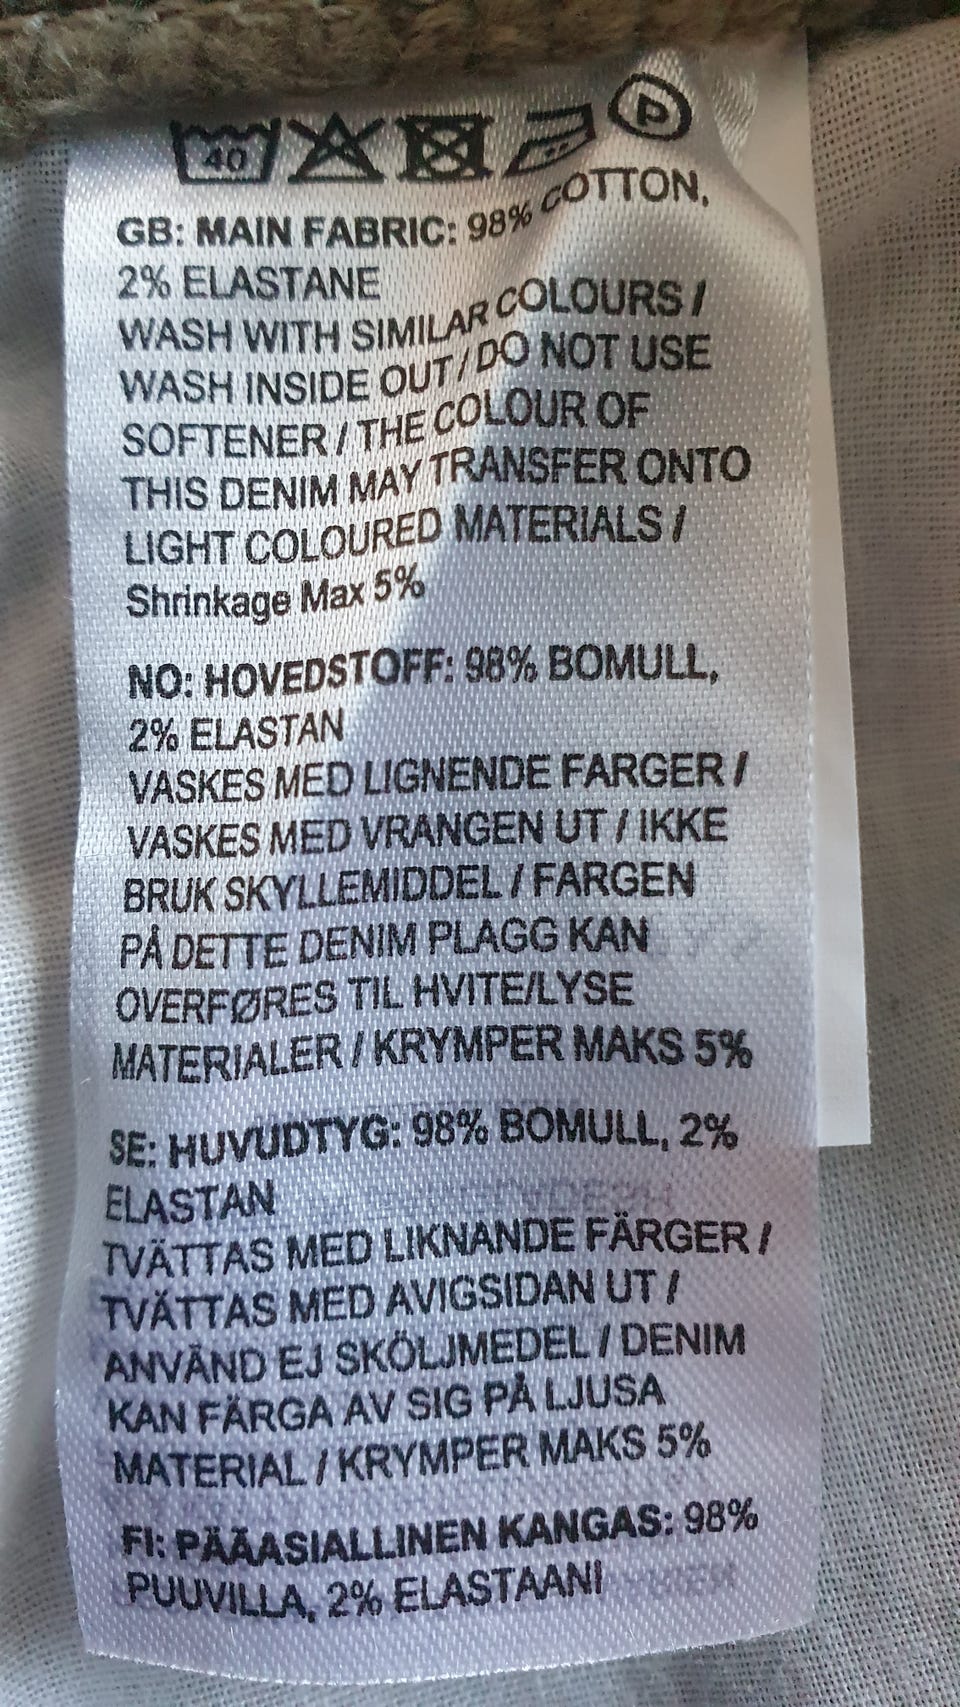 40
P
GB: MAIN FABRIC: 98% COTTON,
2% ELASTANE
WASH WITH SIMILAR COLOURS /
WASH INSIDE OUT / DO NOT USE
SOFTENER / THE COLOUR OF
THIS DENIM MAY TRANSFER ONTO
LIGHT COLOURED MATERIALS /
Shrinkage Max 5%
NO: HOVEDSTOFF: 98% BOMULL,
2% ELASTAN
VASKES MED LIGNENDE FARGER /
VASKES MED VRANGEN UT / IKKE
BRUK SKYLLEMIDDEL / FARGEN
PÅ DETTE DENIM PLAGG KAN
OVERFØRES TIL HVITE/LYSE
MATERIALER / KRYMPER MAKS 5%
SE: HUVUDTYG: 98% BOMULL, 2%
ELASTAN
TVÄTTAS MED LIKNANDE FÄRGER /
TVÄTTAS MED AVIGSIDAN UT /
ANVÄND EJ SKÖLJMEDEL / DENIM
KAN FÄRGA AV SIG PÅ LJUSA
MATERIAL / KRYMPER MAKS 5%
FI: PÄÄASIALLINEN KANGAS: 98%
PUUVILLA, 2% ELASTAANI